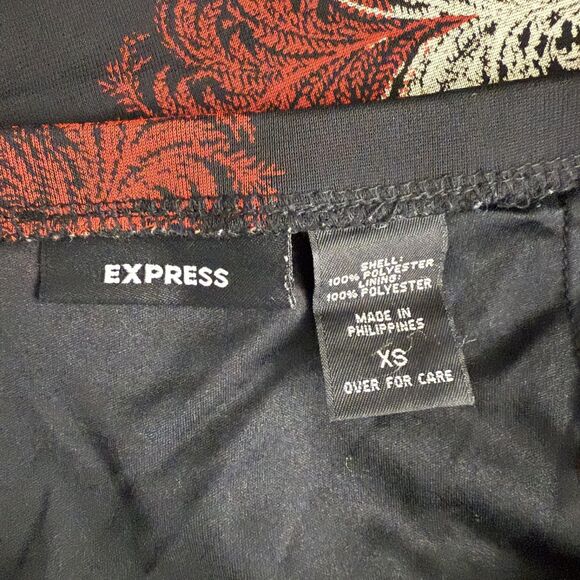 EXPRESS
SHELL:
100% POLYESTER
LINING:
100% POLYESTER
MADE IN
PHILIPPINES
XS
OVER FOR CARE